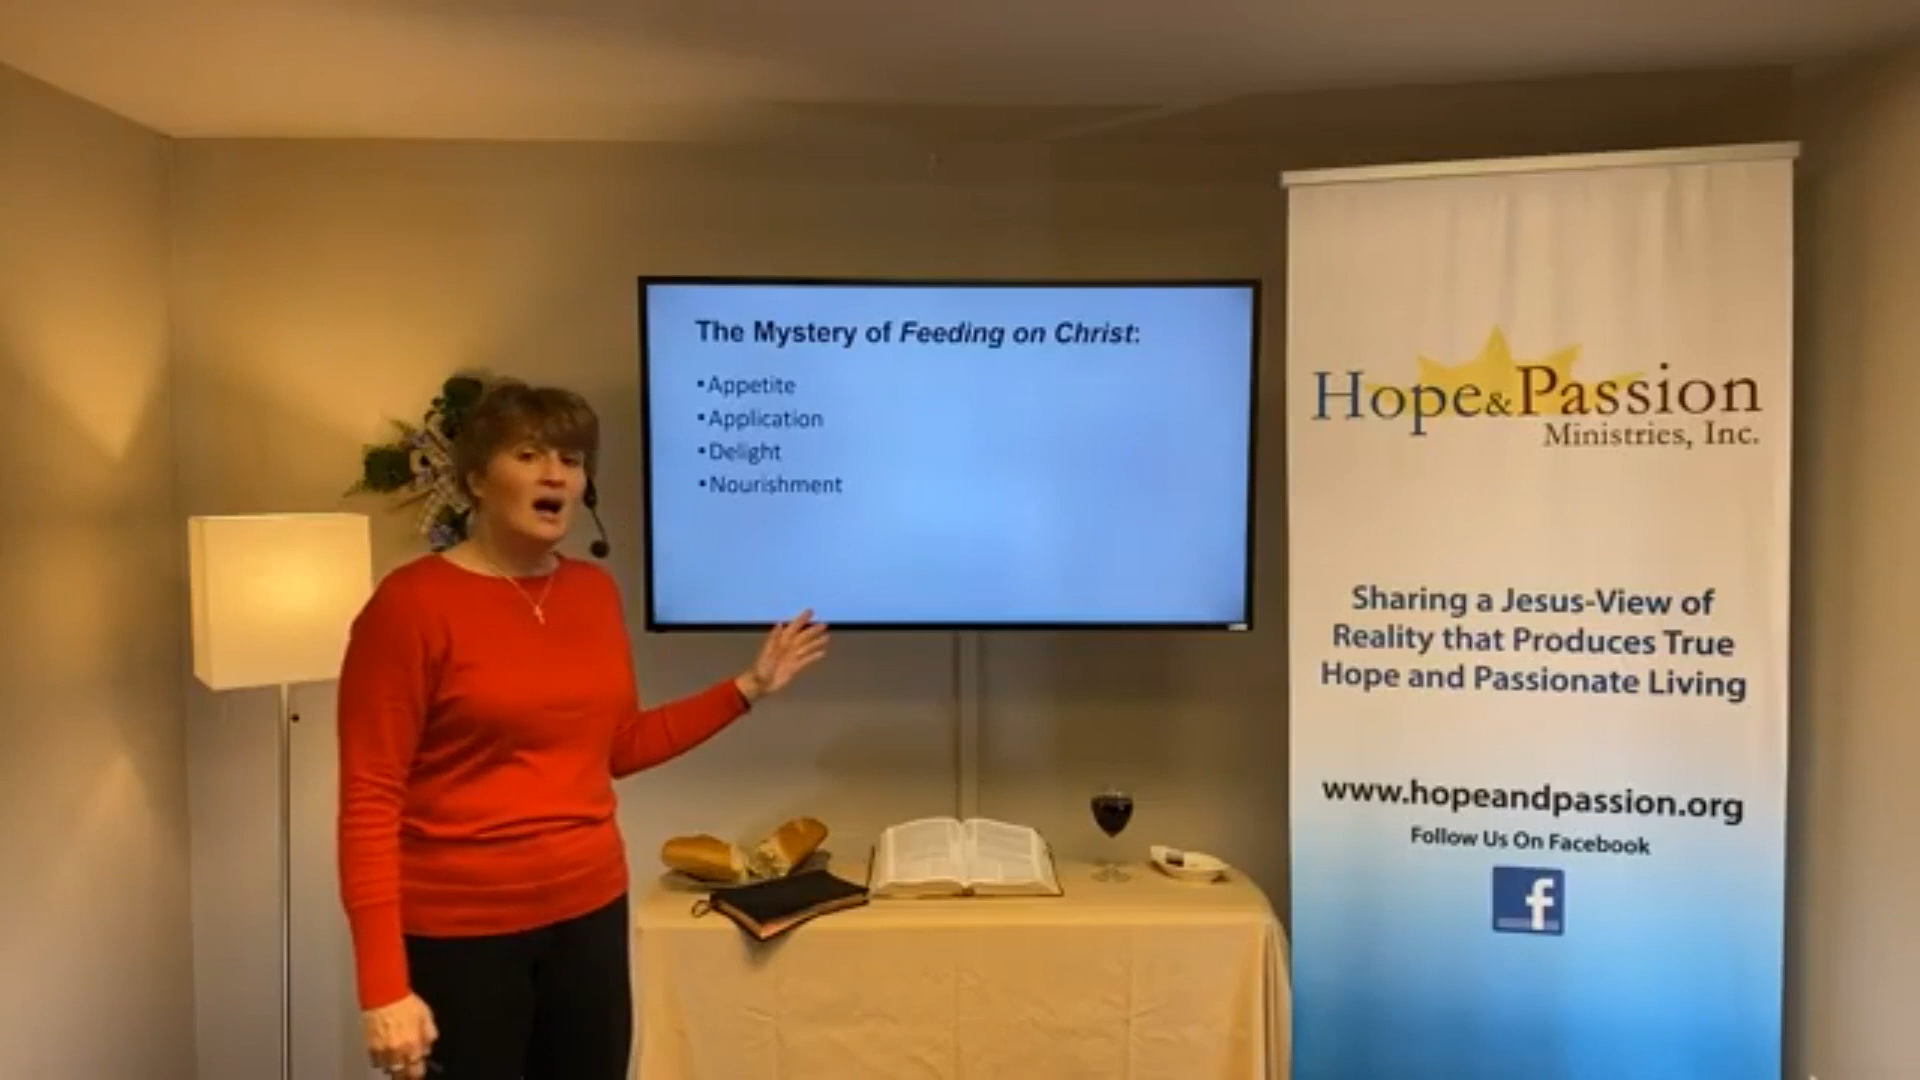 The Mystery of Feeding on Christ:
•Appetite
•Application
•Delight
•Nourishment
Hope&Passion
Ministries, Inc.
Sharing a Jesus-View of
Reality that Produces True
Hope and Passionate Living
www.hopeandpassion.org
Follow Us On Facebook
f